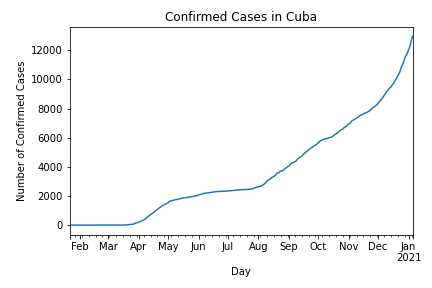 Confirmed Cases in Cuba
Number of Confirmed Cases
12000
10000
8000
6000
4000
2000
0
Feb Mar Apr May Jun Jul Aug Sep Oct Nov Dec Jan
2021
Day